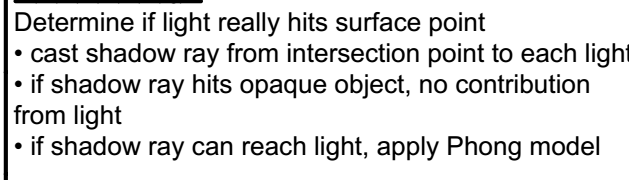 Determine if light really hits surface point
• cast shadow ray from intersection point to each light
• if shadow ray hits opaque object, no contribution
from light
• if shadow ray can reach light, apply Phong model